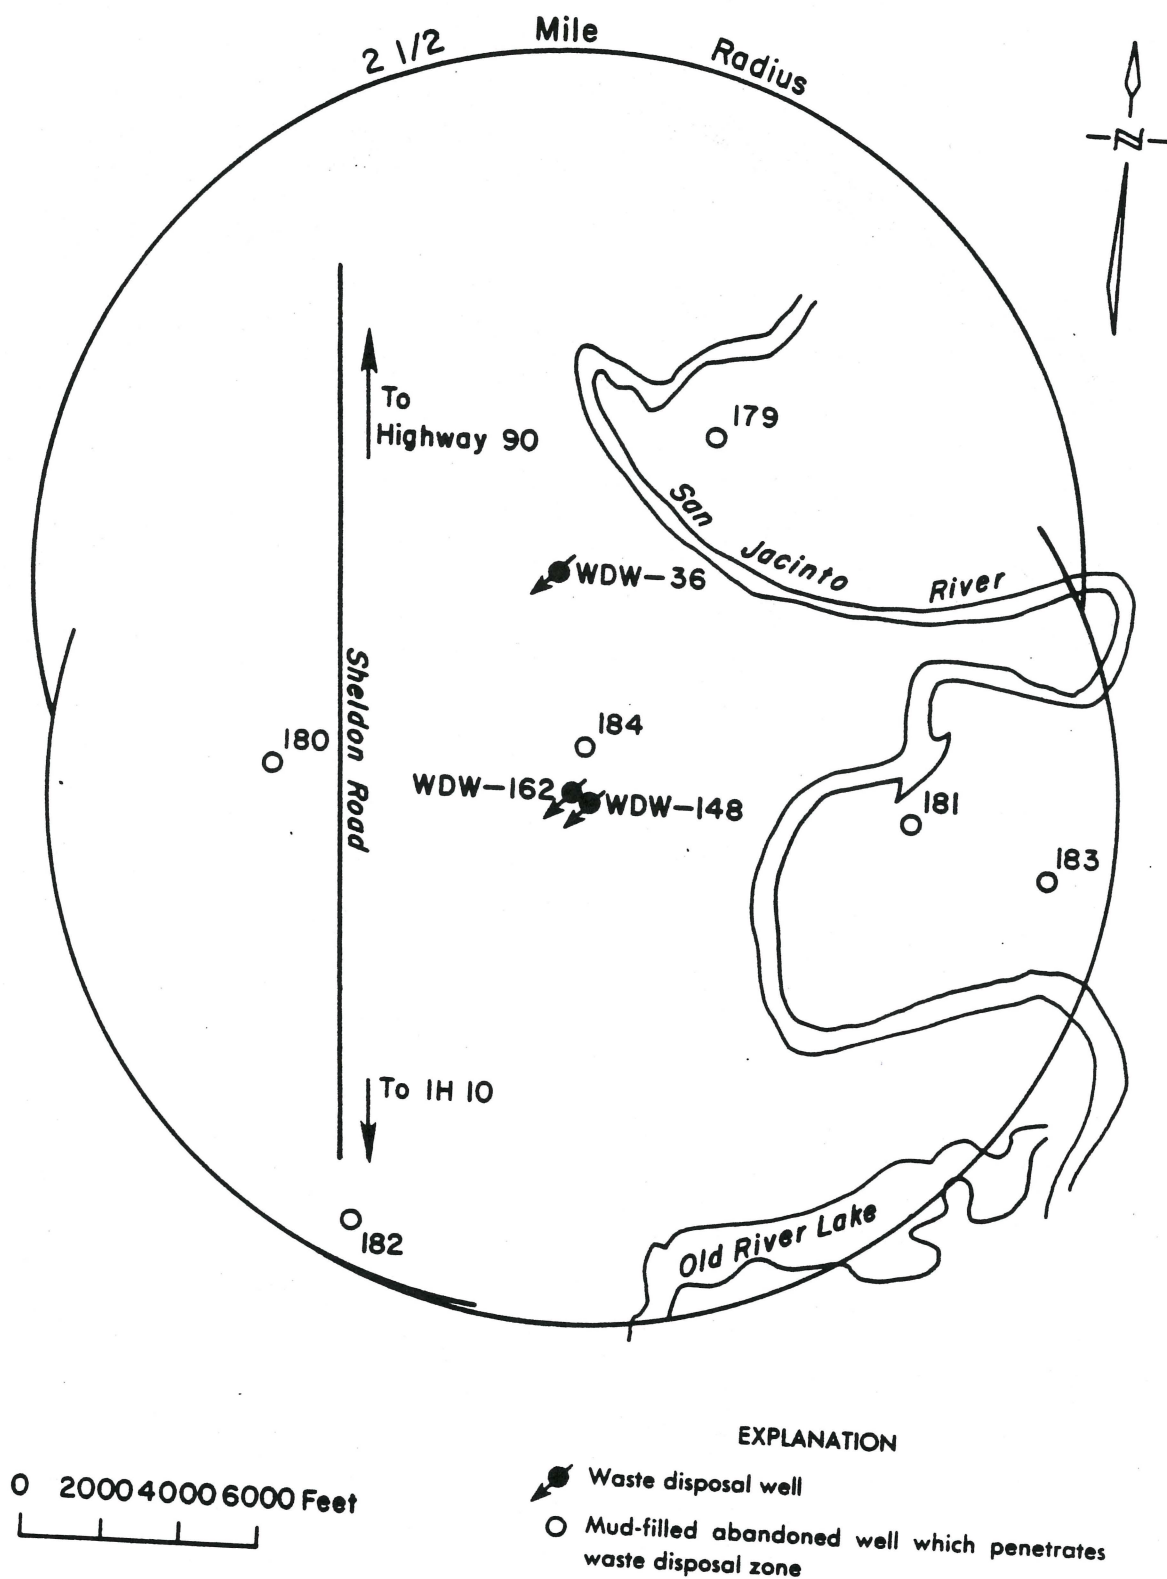 2 1/2 Mile Radius
N
To
Highway 90
179
San Jacinto River
WDW-36
Sheldon Road
180
184
WDW-162
WDW-148
181
183
To IH 10
182
Old River Lake
EXPLANATION
0 2000 4000 6000 Feet
Waste disposal well
Mud-filled abandoned well which penetrates
waste disposal zone